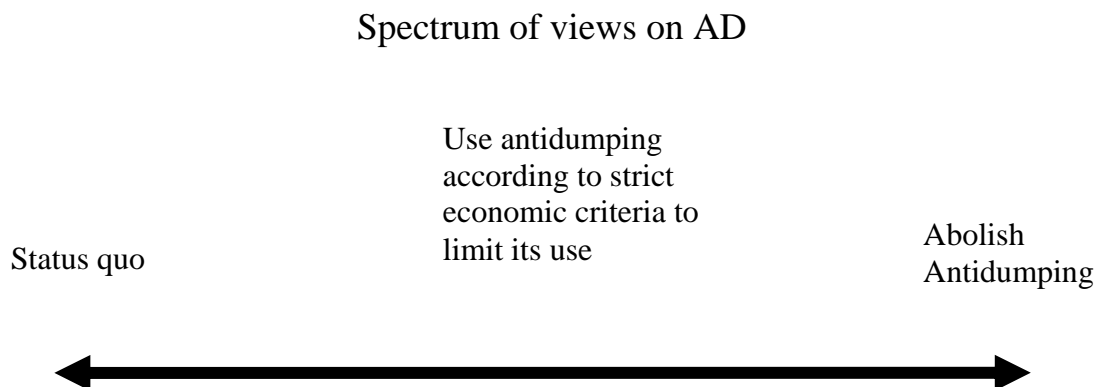 Spectrum of views on AD
Use antidumping
according to strict
economic criteria to
limit its use
Status quo
Abolish
Antidumping